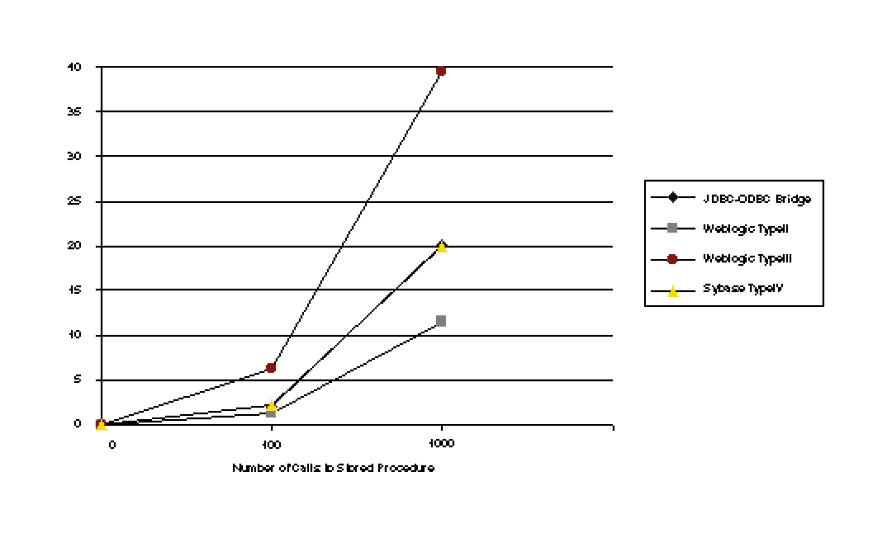 40
35
30
25
20
15
10
5
0
0 100 1000
Number of Calls to Stored Procedure
JDBC-ODBC Bridge
Weblogic TypeII
Weblogic TypeIII
Sybase TypeIV